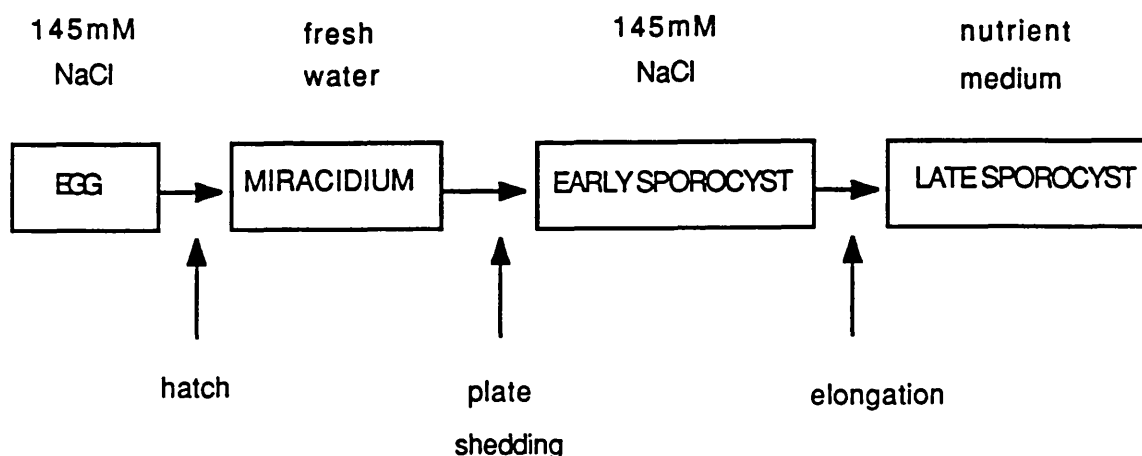 145mM
NaCl
fresh
water
145mM
NaCl
nutrient
medium
EGG
MIRACIDIUM
EARLY SPOROCYST
LATE SPOROCYST
hatch
plate
shedding
elongation